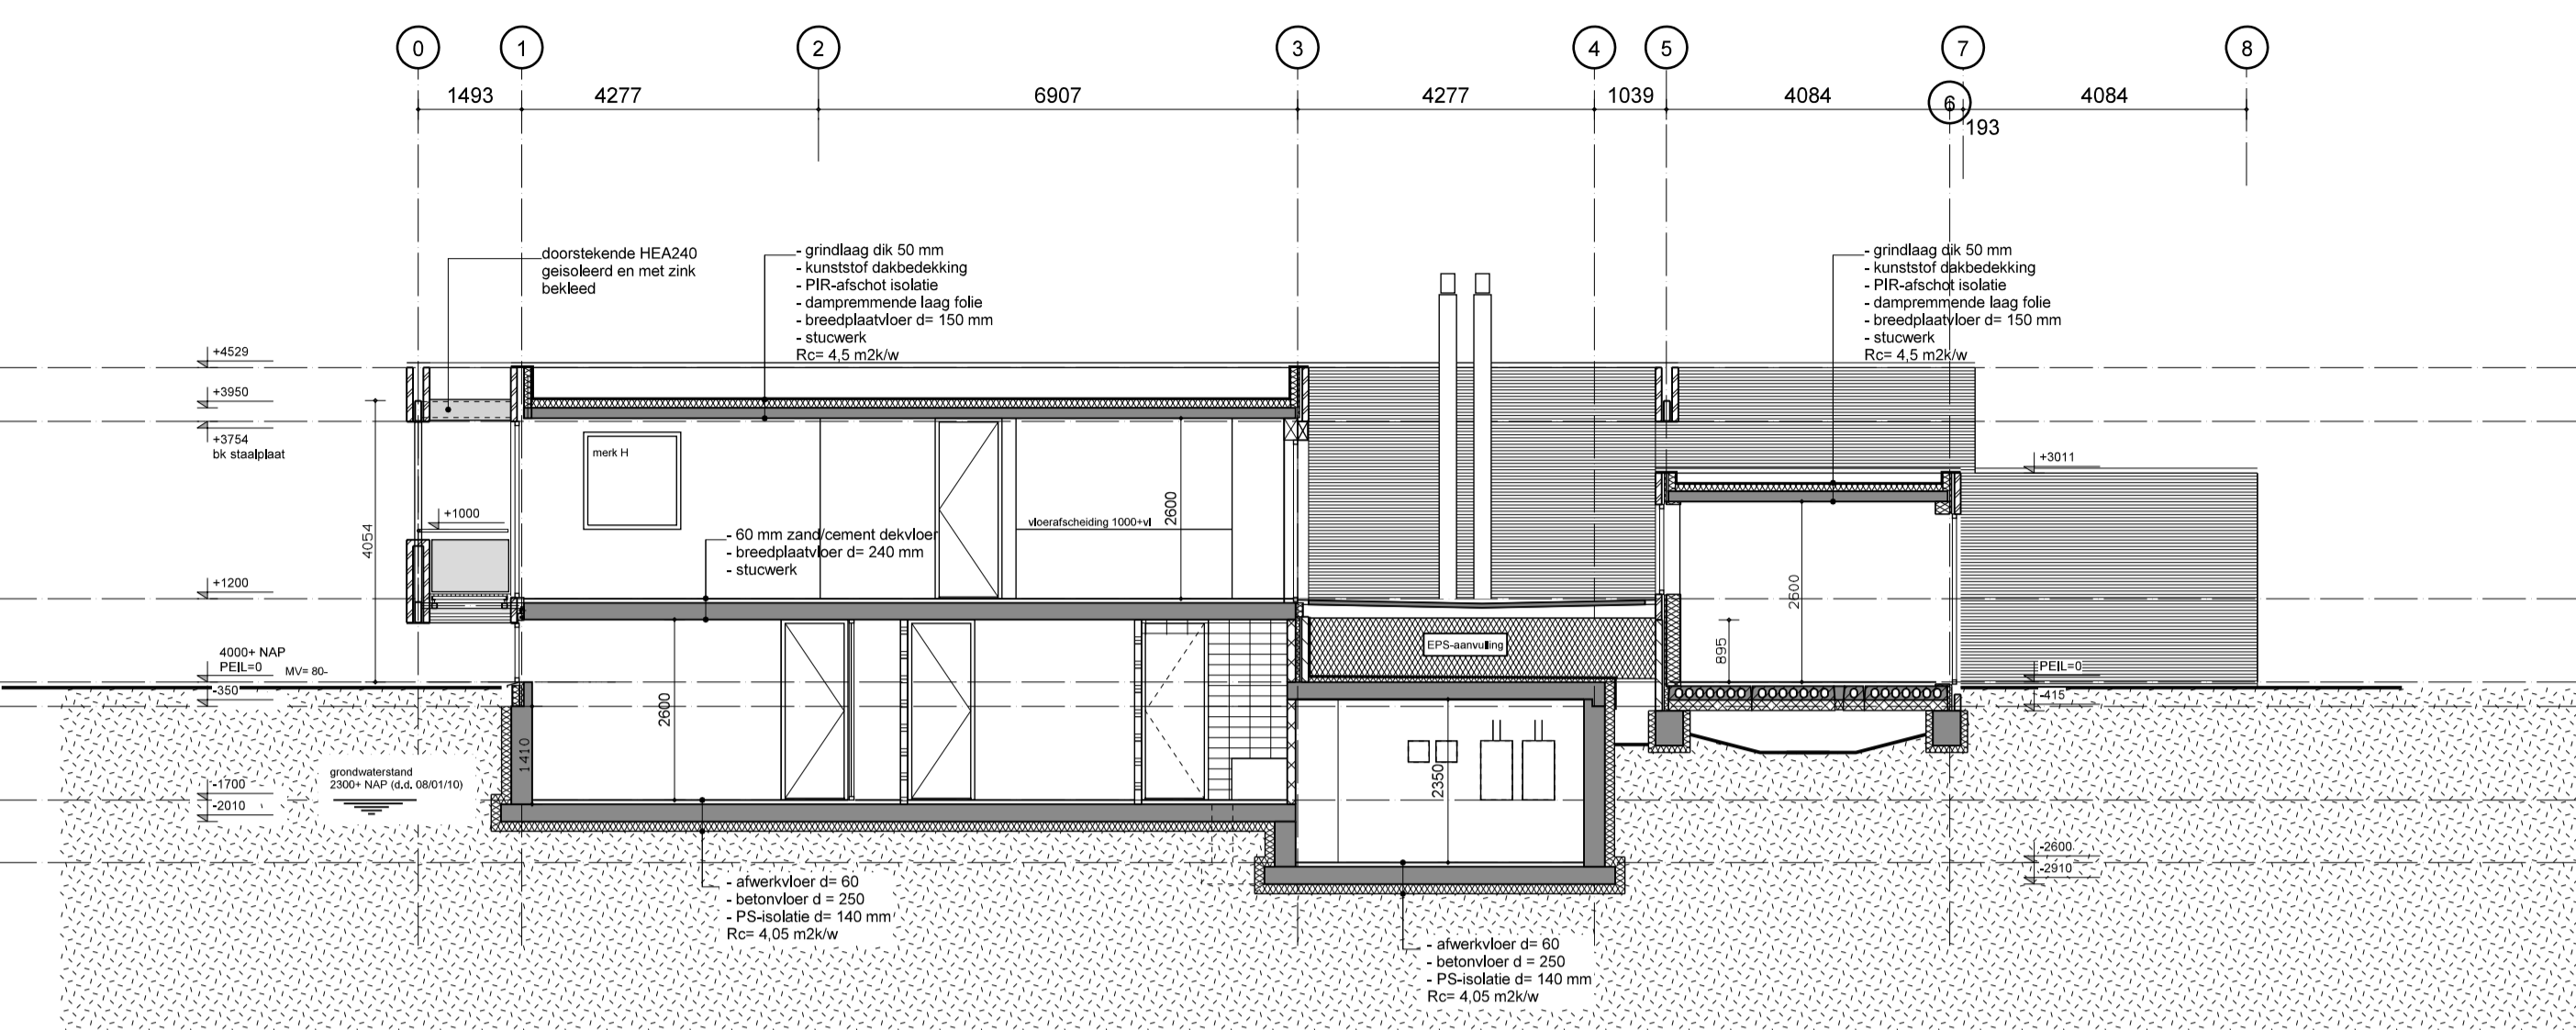 0 1 2 3 4 5 7 8
1493 4277 6907 4277 1039 4084 6 4084
193
doorstekende HEA240
geisoleerd en met zink
bekleed
- grindlaag dik 50 mm
- kunststof dakbedekking
- PIR-afschot isolatie
- dampremmende laag folie
- breedplaatvloer d= 150 mm
- stucwerk
Rc= 4,5 m2k/w
- grindlaag dik 50 mm
- kunststof dakbedekking
- PIR-afschot isolatie
- dampremmende laag folie
- breedplaatvloer d= 150 mm
- stucwerk
Rc= 4,5 m2k/w
+4529
+3950
+3754
bk staalplaat
+3011
merk H
+1000
4054
vloerafscheiding 1000+vl
2600
- 60 mm zand/cement dekvloer
- breedplaatvloer d= 240 mm
- stucwerk
+1200
2600
EPS-aanvulling
895
4000+ NAP
PEIL=0
MV= 80-
-350
PEIL=0
-415
2600
1410
2350
grondwaterstand
2300+ NAP (d.d. 08/01/10)
-1700
-2010
-2600
-2910
- afwerkvloer d= 60
- betonvloer d = 250
- PS-isolatie d= 140 mm
Rc= 4,05 m2k/w
- afwerkvloer d= 60
- betonvloer d = 250
- PS-isolatie d= 140 mm
Rc= 4,05 m2k/w